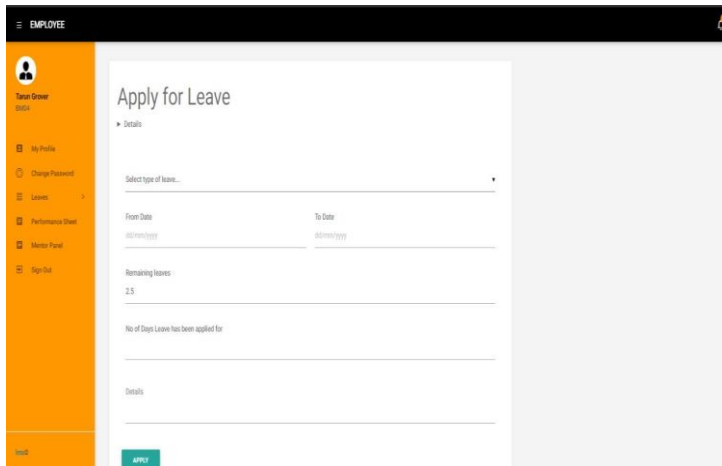 EMPLOYEE
Tarun Grover
My Profile
Change Password
Leaves
Performance Sheet
Mentor Panel
Sign Out
Apply for Leave
Details
Select type of leave...
From Date
To Date
dd/mm/yyyy
dd/mm/yyyy
Remaining leaves
2.5
No of Days Leave has been applied for
Details
APPLY